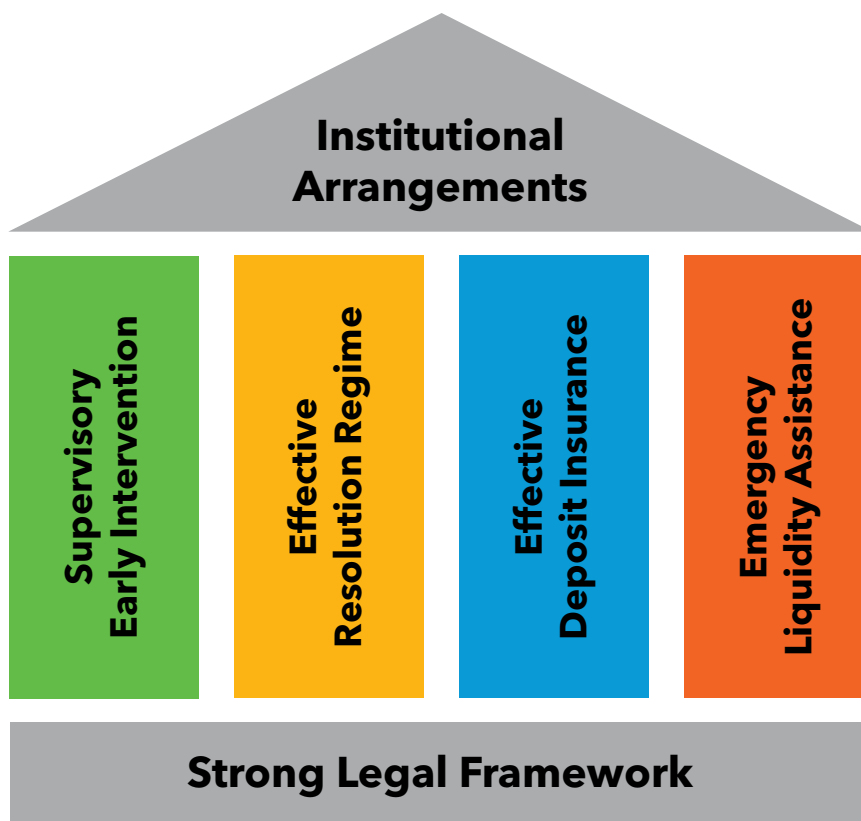 Institutional
Arrangements
Supervisory
Early Intervention
Effective
Resolution Regime
Effective
Deposit Insurance
Emergency
Liquidity Assistance
Strong Legal Framework